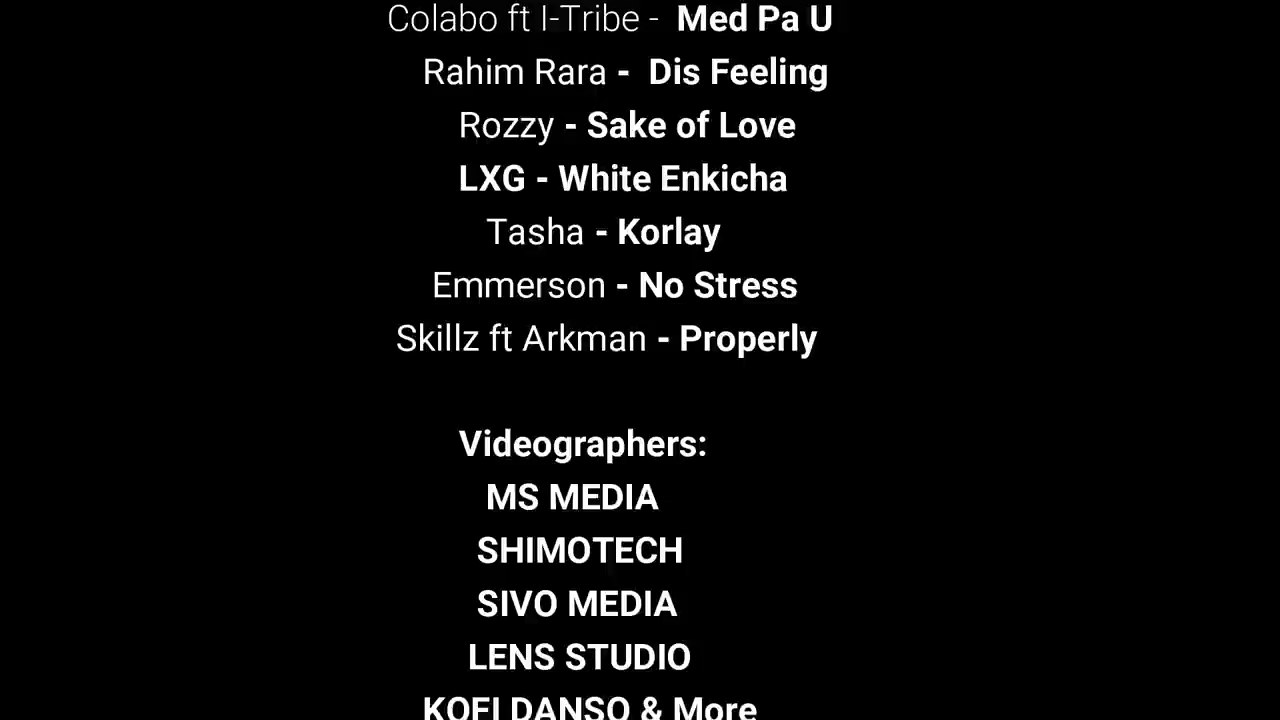 Colabo ft I-Tribe - Med Pa U
Rahim Rara - Dis Feeling
Rozzy - Sake of Love
LXG - White Enkicha
Tasha - Korlay
Emmerson - No Stress
Skillz ft Arkman - Properly
Videographers:
MS MEDIA
SHIMOTECH
SIVO MEDIA
LENS STUDIO
KOFI DANSO & More